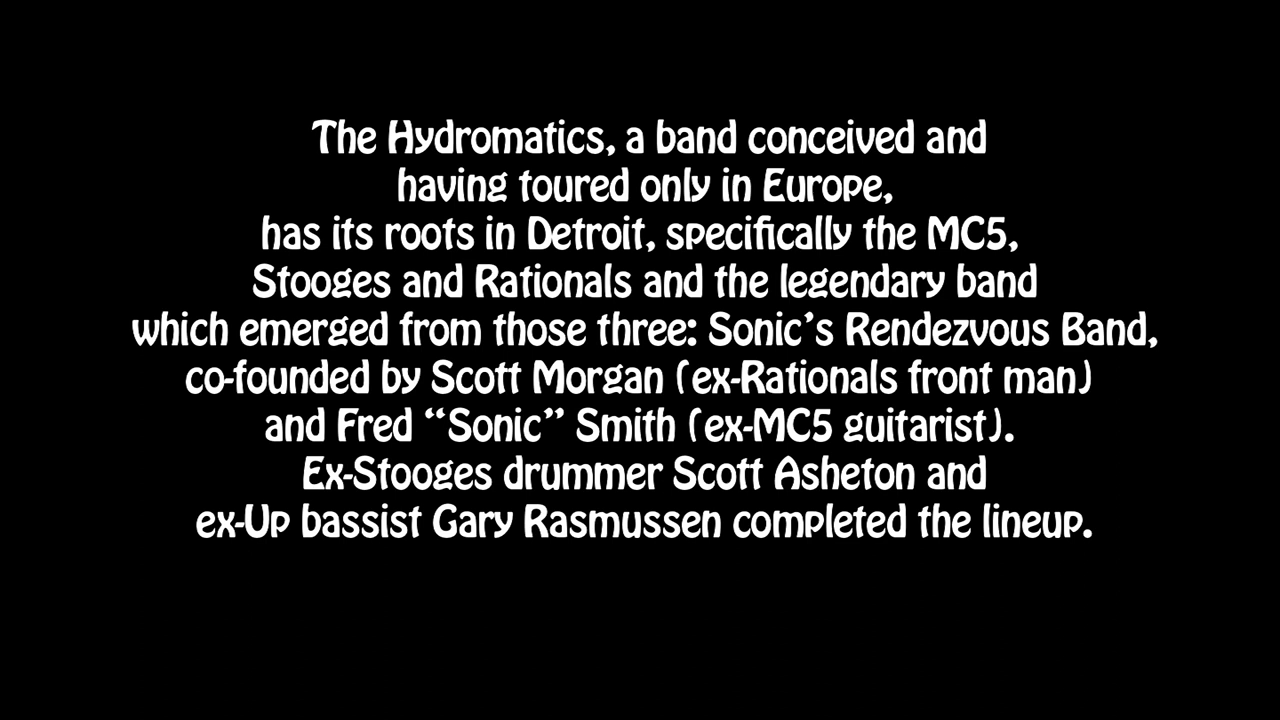 The Hydromatics, a band conceived and
having toured only in Europe,
has its roots in Detroit, specifically the MC5,
Stooges and Rationals and the legendary band
which emerged from those three: Sonic’s Rendezvous Band,
co-founded by Scott Morgan (ex-Rationals front man)
and Fred “Sonic” Smith (ex-MC5 guitarist).
Ex-Stooges drummer Scott Asheton and
ex-Up bassist Gary Rasmussen completed the lineup.